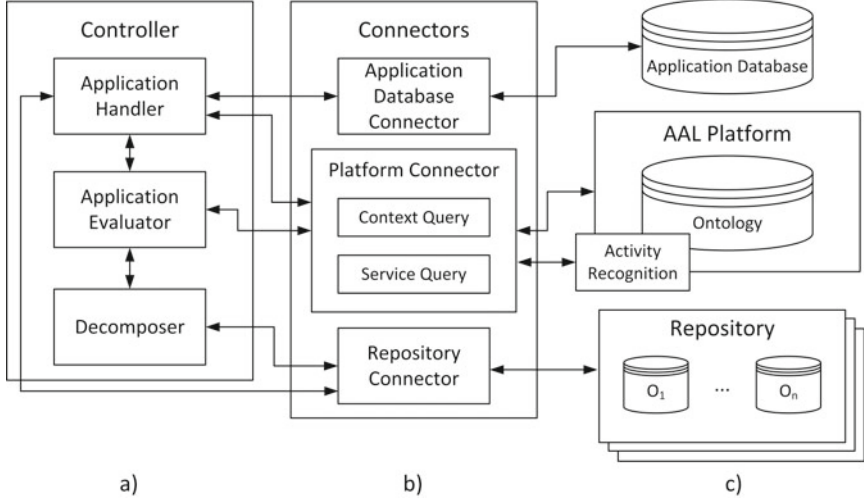 Controller
Application
Handler
Application
Evaluator
Decomposer
Connectors
Application
Database
Connector
Platform Connector
Context Query
Service Query
Repository
Connector
Application Database
AAL Platform
Ontology
Activity
Recognition
Repository
O1 ... On
a) b) c)